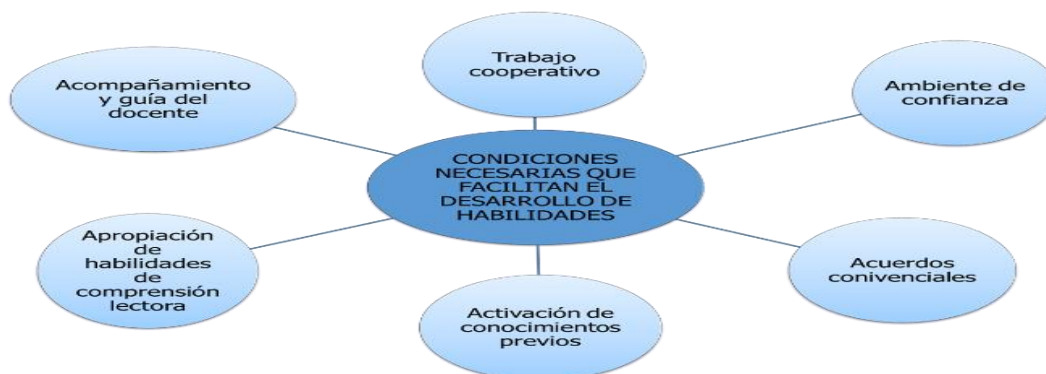 Trabajo
cooperativo
Acompañamiento
y guía del
docente
Ambiente de
confianza
CONDICIONES
NECESARIAS QUE
FACILITAN EL
DESARROLLO DE
HABILIDADES
Apropiación
de
habilidades
de
comprensión
lectora
Acuerdos
conivenciales
Activación de
conocimientos
previos